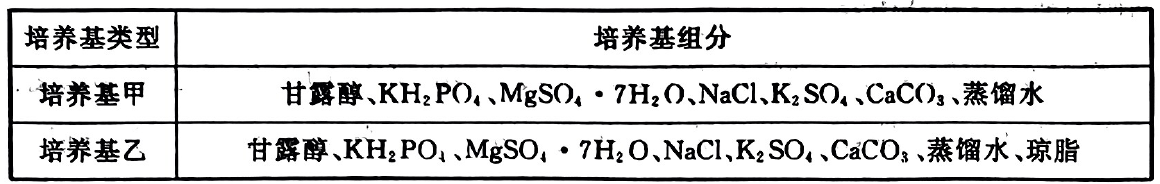 培养基类型 培养基组分
培养基甲 甘露醇、KH₂PO₄、MgSO₄·7H₂O、NaCl、K₂SO₄、CaCO₃、蒸馏水
培养基乙 甘露醇、KH₂PO₄、MgSO₄·7H₂O、NaCl、K₂SO₄、CaCO₃、蒸馏水、琼脂